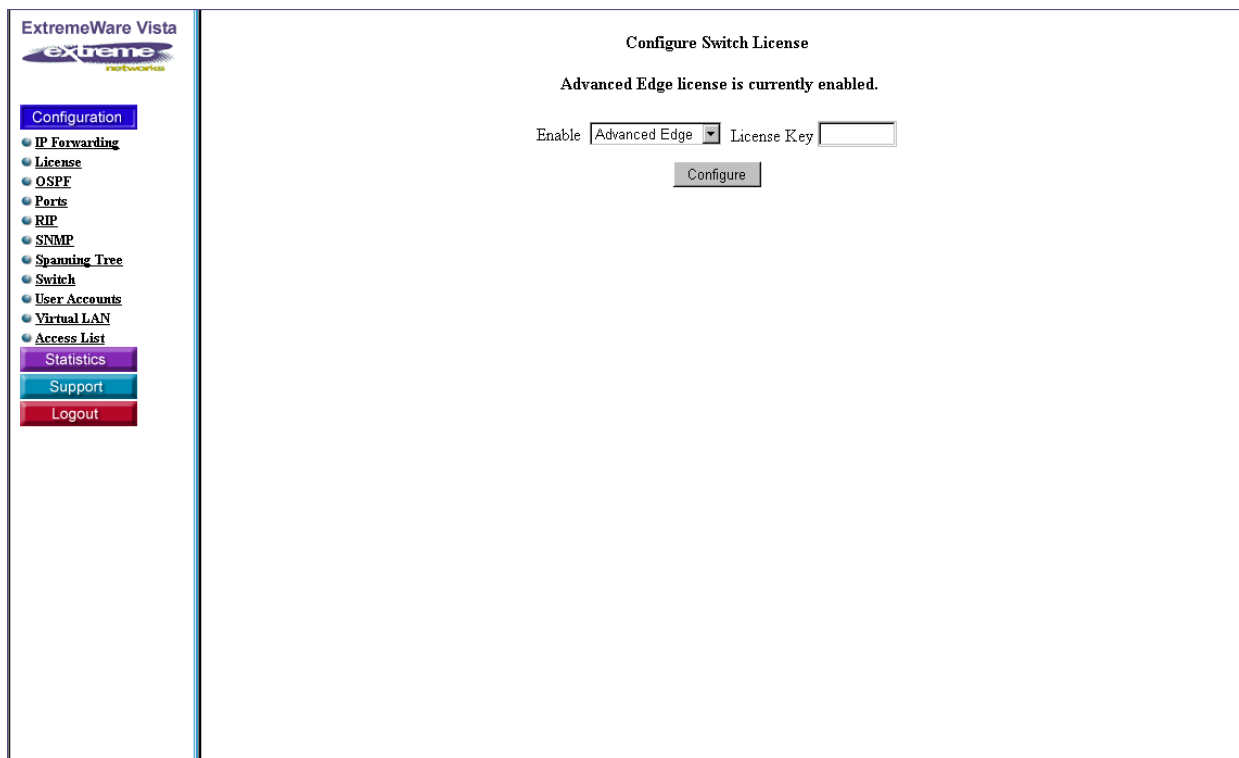 ExtremeWare Vista
extreme
networks
Configuration
IP Forwarding
License
OSPF
Ports
RIP
SNMP
Spanning Tree
Switch
User Accounts
Virtual LAN
Access List
Statistics
Support
Logout
Configure Switch License
Advanced Edge license is currently enabled.
Enable Advanced Edge License Key
Configure